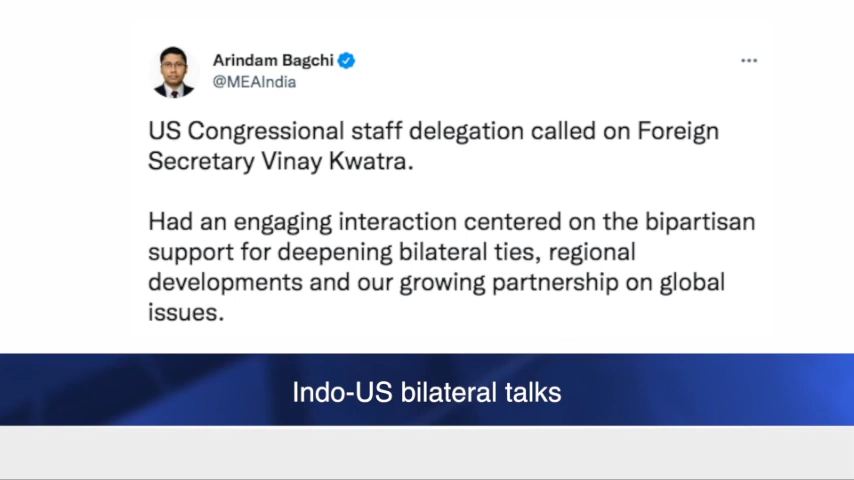 Arindam Bagchi
@MEAIndia
US Congressional staff delegation called on Foreign
Secretary Vinay Kwatra.
Had an engaging interaction centered on the bipartisan
support for deepening bilateral ties, regional
developments and our growing partnership on global
issues.
Indo-US bilateral talks